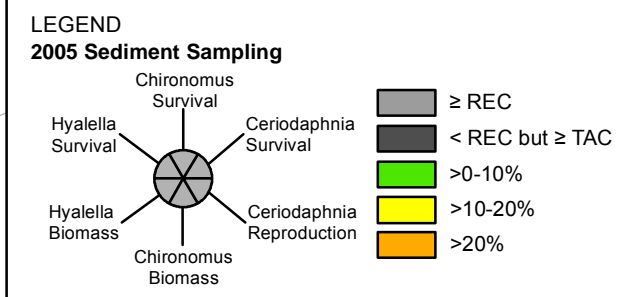 LEGEND
2005 Sediment Sampling
Chironomus
Survival
Hyalella
Survival
Ceriodaphnia
Survival
Hyalella
Biomass
Ceriodaphnia
Reproduction
Chironomus
Biomass
≥ REC
< REC but ≥ TAC
>0-10%
>10-20%
>20%